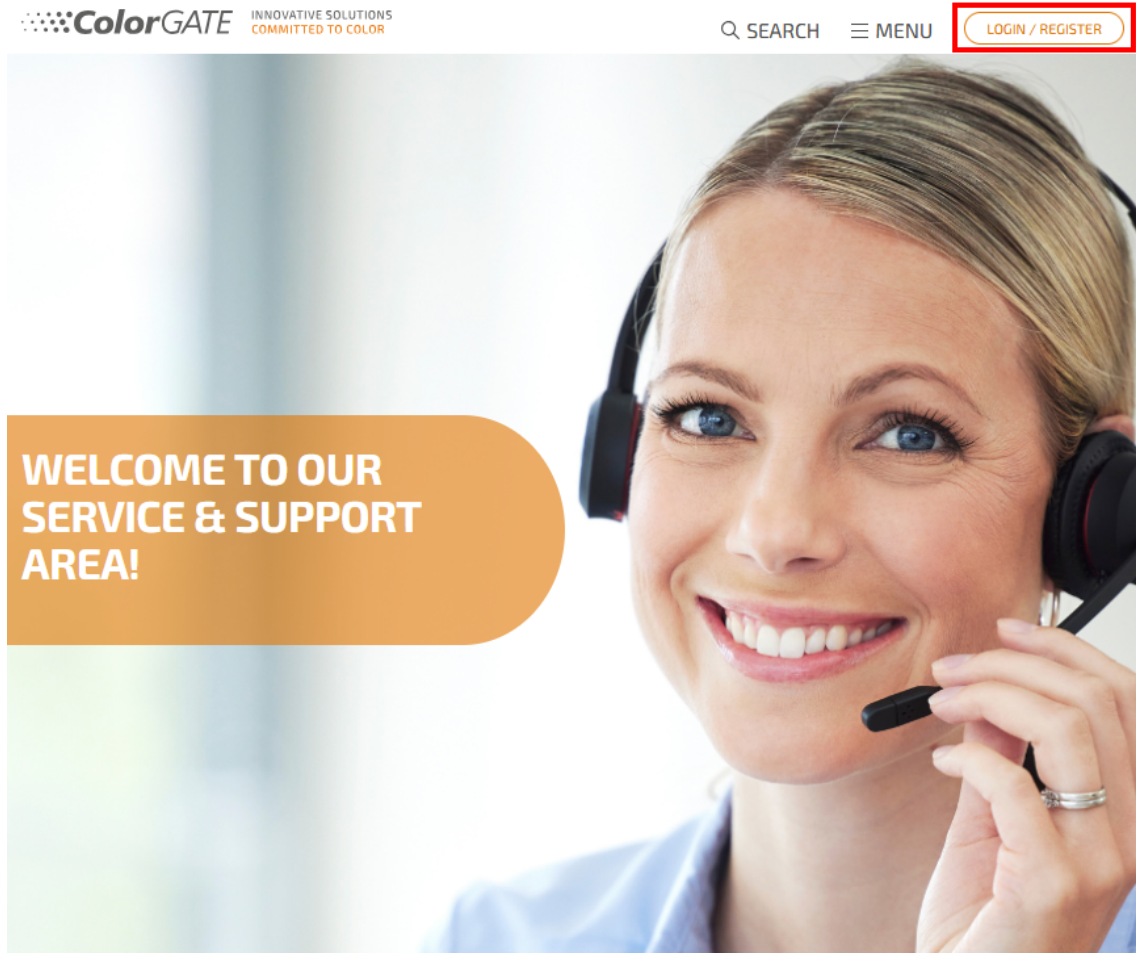 ColorGATE
INNOVATIVE SOLUTIONS
COMMITTED TO COLOR
SEARCH
MENU
LOGIN / REGISTER
WELCOME TO OUR
SERVICE & SUPPORT
AREA!